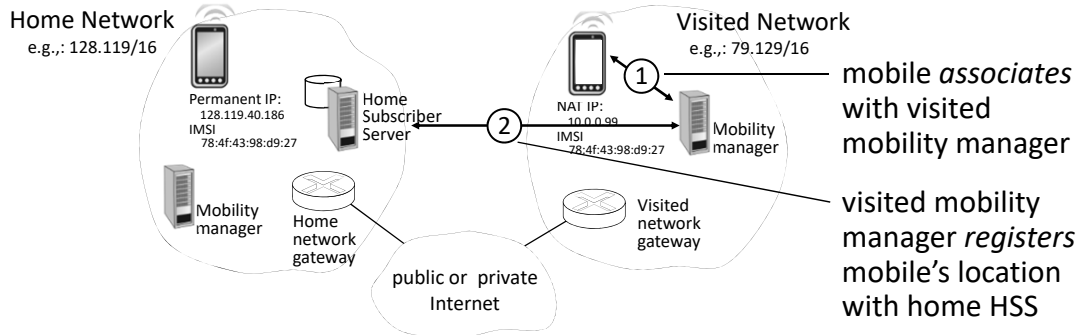 Home Network
e.g.,: 128.119/16
Permanent IP:
128.119.40.186
IMSI
78:4f:43:98:d9:27
Home
Subscriber
Server
Mobility
manager
Home
network
gateway
public or private
Internet
Visited Network
e.g.,: 79.129/16
1
NAT IP:
10.0.0.99
IMSI
78:4f:43:98:d9:27
2
Mobility
manager
Visited
network
gateway
mobile associates
with visited
mobility manager
visited mobility
manager registers
mobile's location
with home HSS